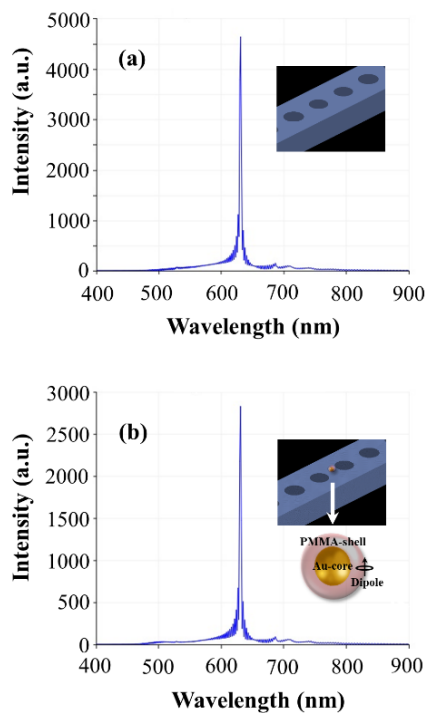 5000
4000
3000
2000
1000
0
Intensity (a.u.)
(a)
400 500 600 700 800 900
Wavelength (nm)
3000
2500
2000
1500
1000
500
0
Intensity (a.u.)
(b)
PMMA-shell
Au-core
Dipole
400 500 600 700 800 900
Wavelength (nm)